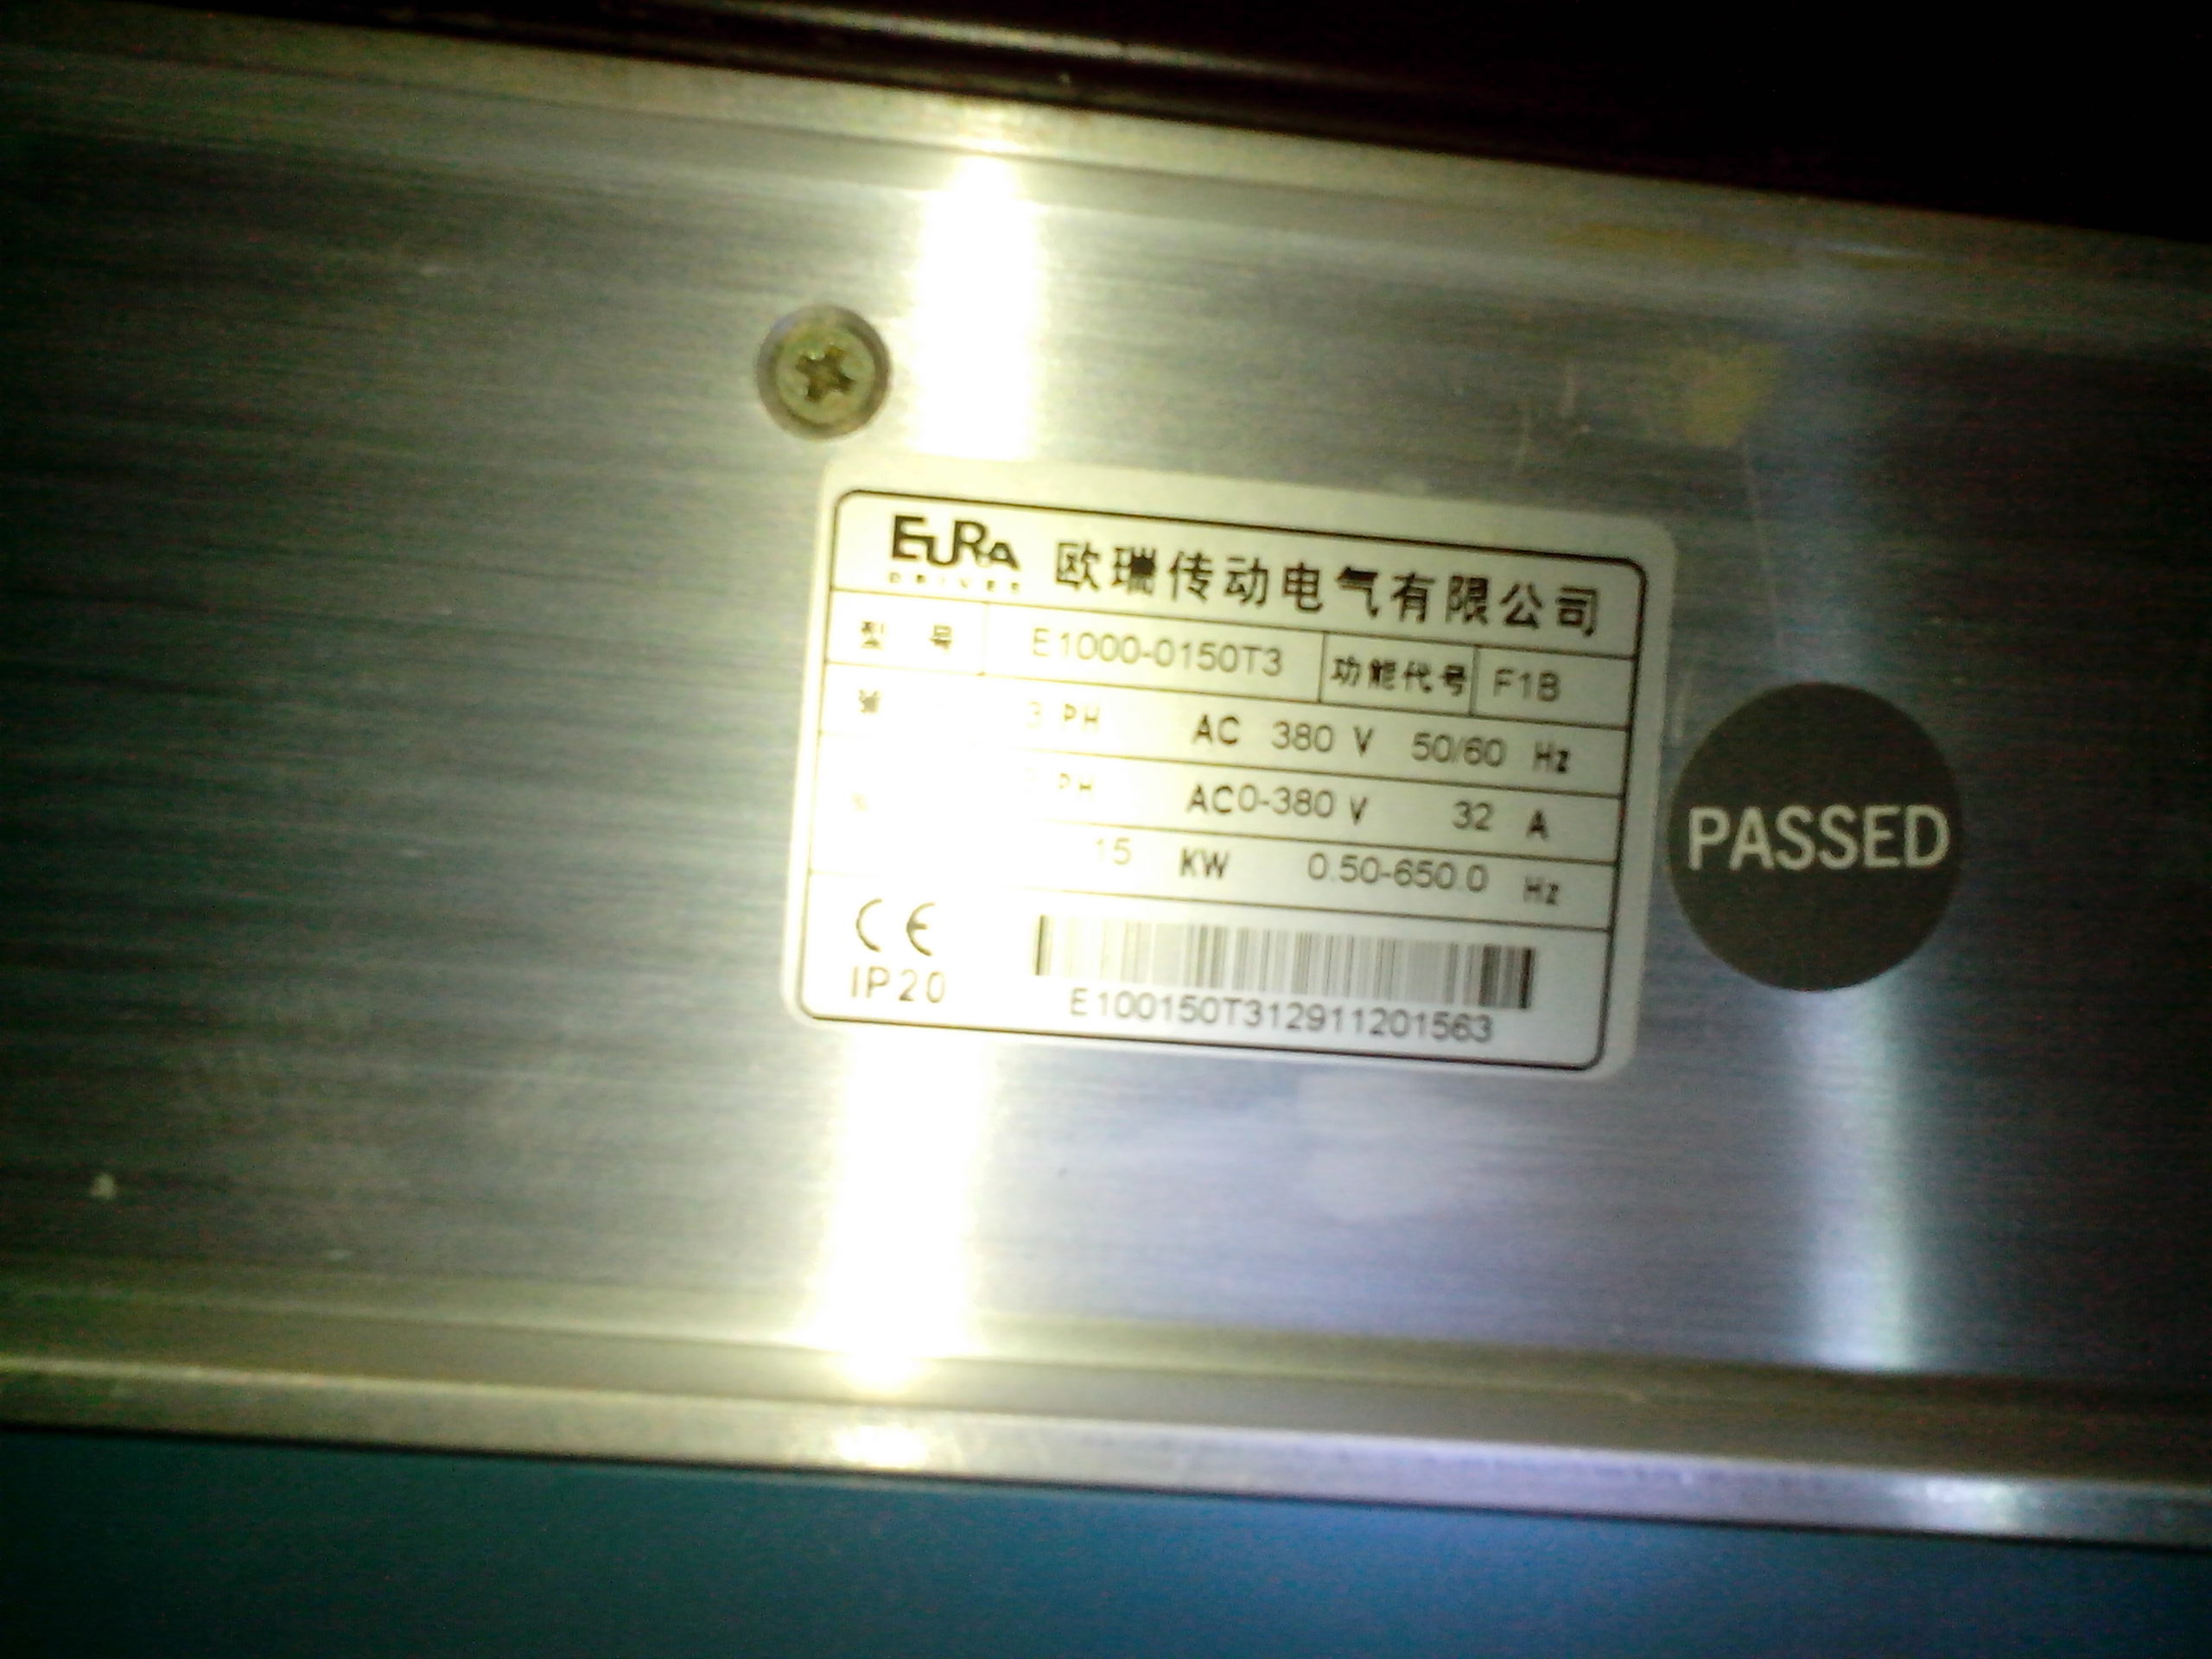 EURA 欧瑞传动电气有限公司
DRIVES
型 号 E1000-0150T3 功能代号 F1B
3 PH AC 380 V 50/60 Hz
PH AC0-380 V 32 A
15 KW 0.50-650.0 Hz
CE
IP20
E100150T312911201563
PASSED